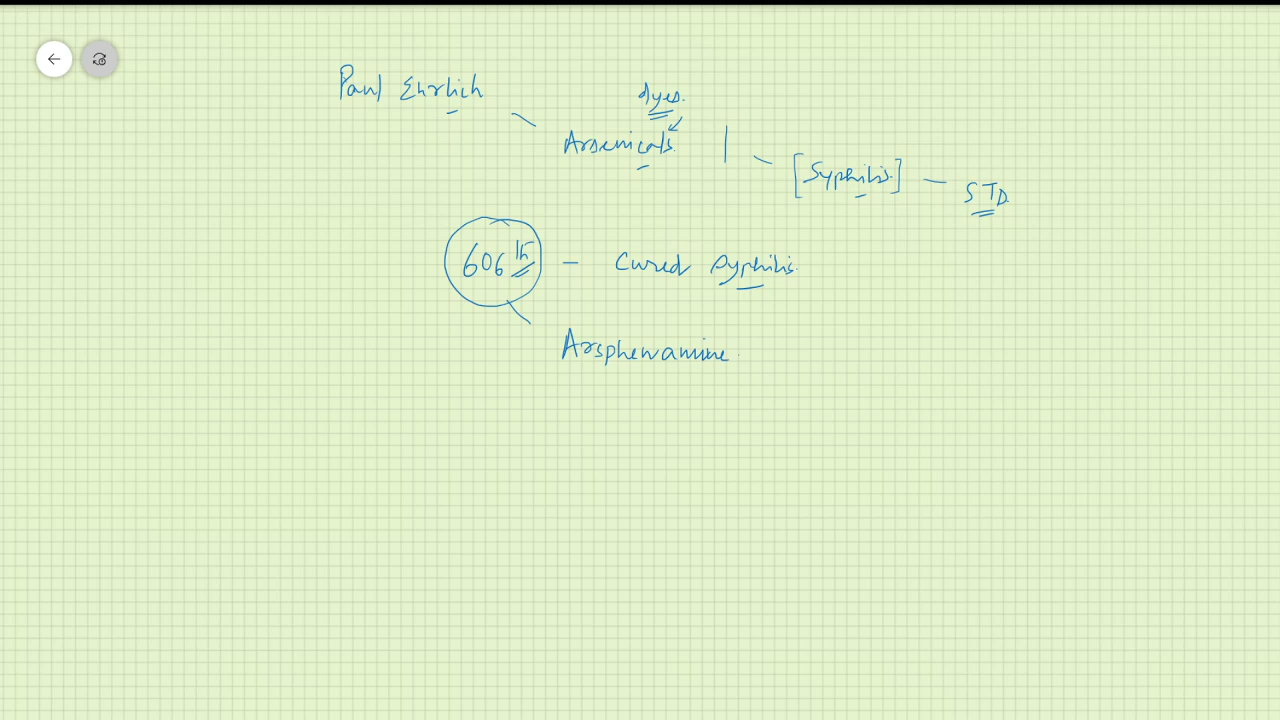 Paul Ehrlich
dyes.
Arsenicals.
[Syphilis.] - STD
606th - Cured Syphilis.
Arsphenamine.